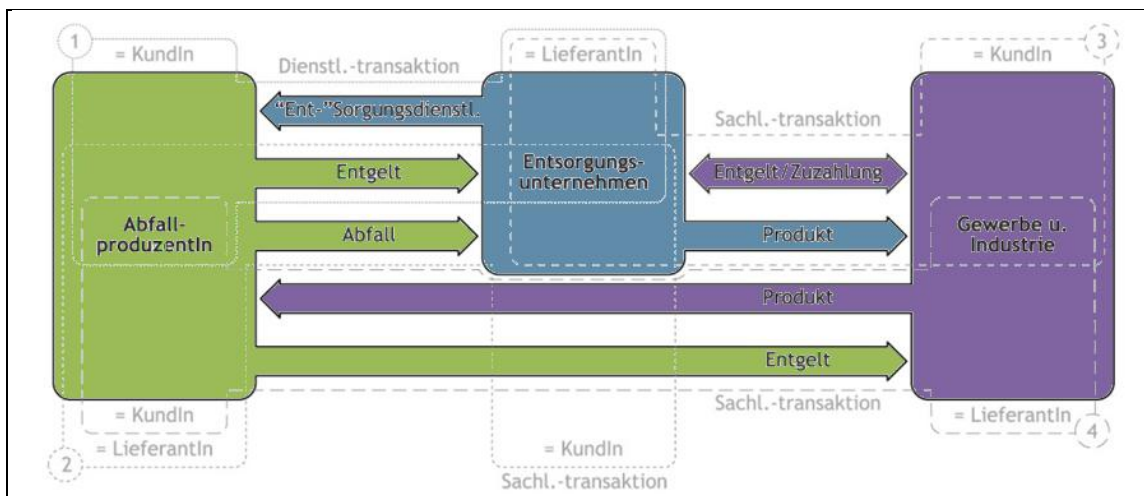 1
= KundIn
Dienstl.-transaktion
= LieferantIn
= KundIn
3
"Ent-"Sorgungsdienstl.
Sachl.-transaktion
Entgelt
Entsorgungs-
unternehmen
Entgelt/Zuzahlung
Abfall-
produzentIn
Abfall
Produkt
Gewerbe u.
Industrie
Produkt
Entgelt
= KundIn
Sachl.-transaktion
= LieferantIn
4
2
= LieferantIn
= KundIn
Sachl.-transaktion